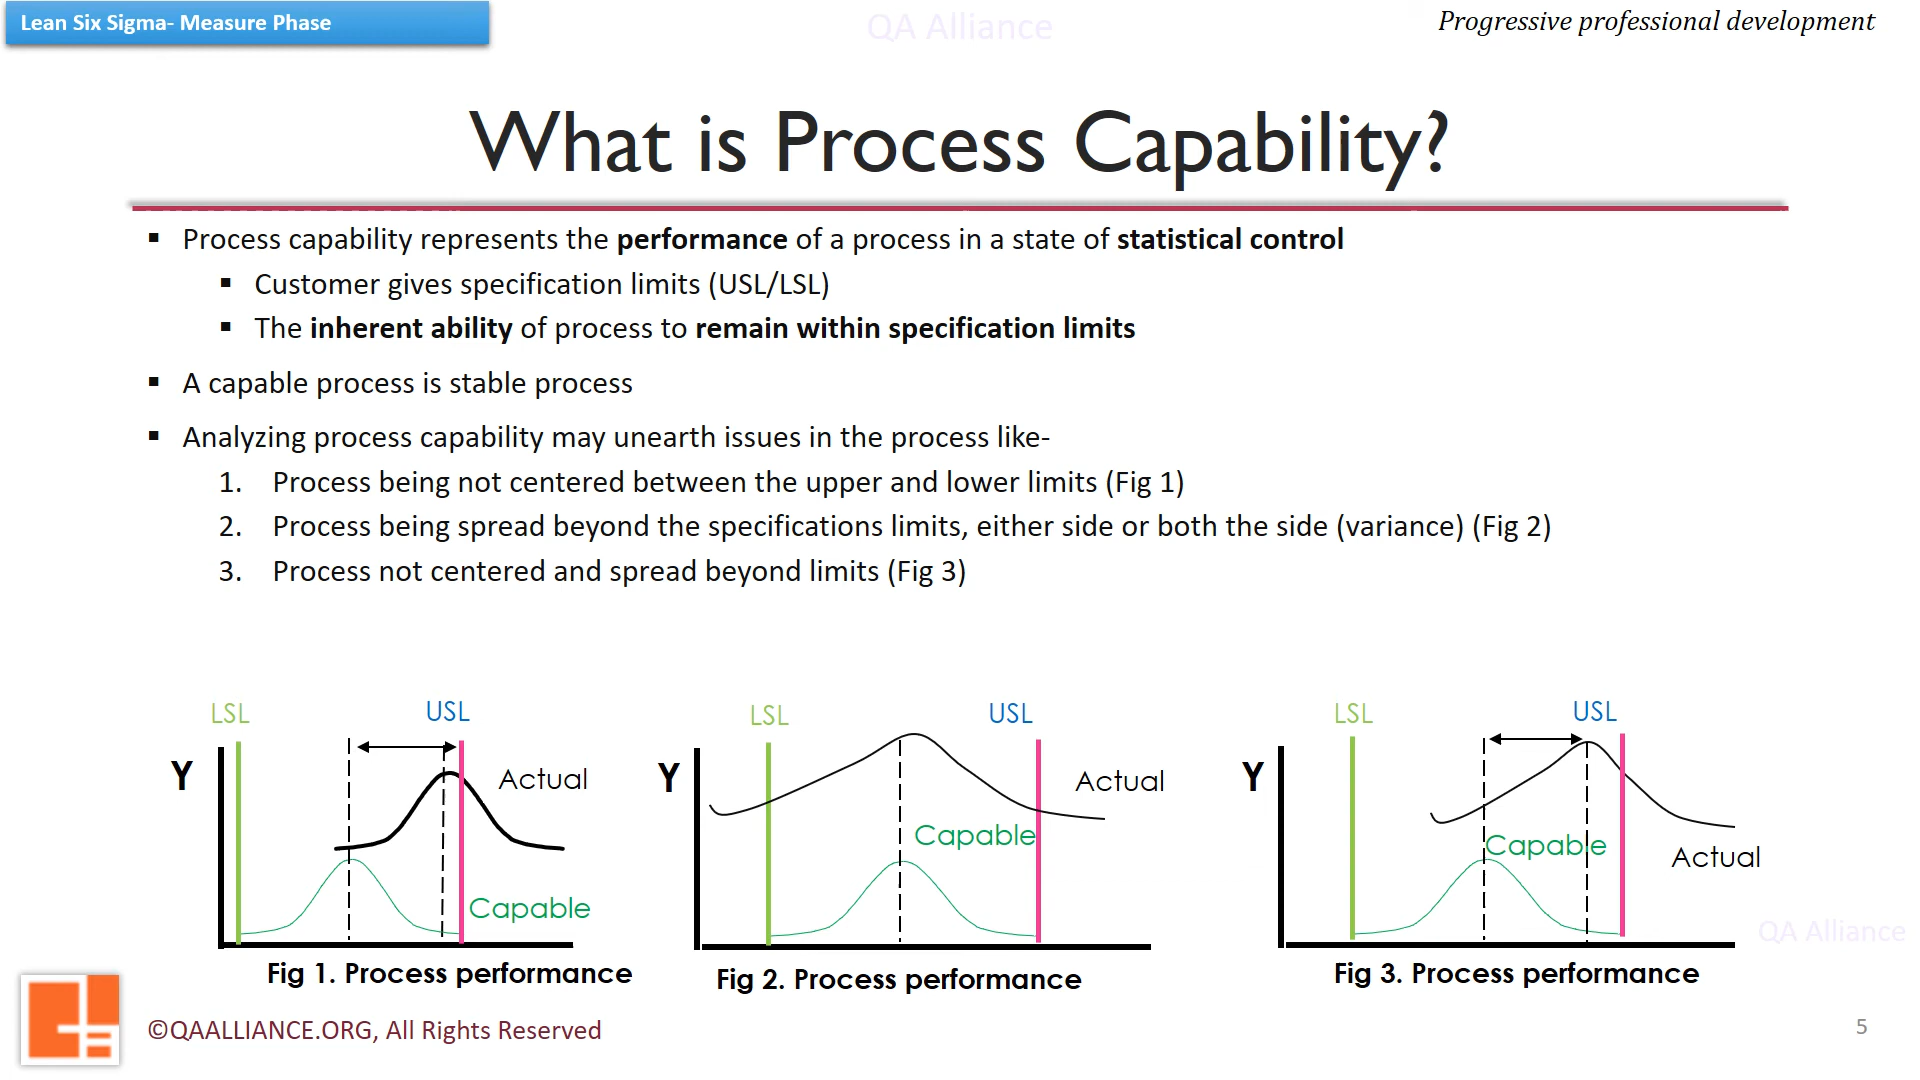 Lean Six Sigma- Measure Phase
QA Alliance
Progressive professional development
What is Process Capability?
▪ Process capability represents the performance of a process in a state of statistical control
▪ Customer gives specification limits (USL/LSL)
▪ The inherent ability of process to remain within specification limits
▪ A capable process is stable process
▪ Analyzing process capability may unearth issues in the process like-
1. Process being not centered between the upper and lower limits (Fig 1)
2. Process being spread beyond the specifications limits, either side or both the side (variance) (Fig 2)
3. Process not centered and spread beyond limits (Fig 3)
LSL
USL
Y
Actual
Capable
Fig 1. Process performance
LSL
USL
Y
Actual
Capable
Fig 2. Process performance
LSL
USL
Y
Capable
Actual
Fig 3. Process performance
QA Alliance
©QAALLIANCE.ORG, All Rights Reserved
5